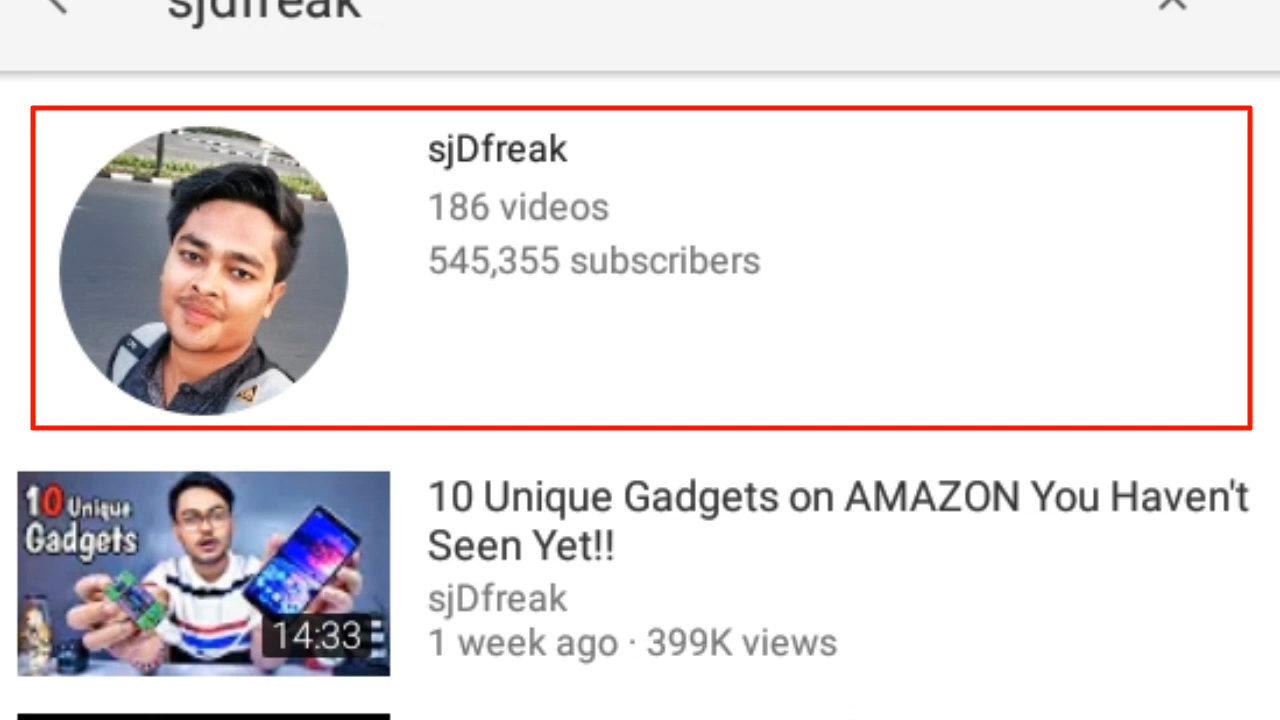 sjdfreak
sjDfreak
186 videos
545,355 subscribers
10 Unique
Gadgets
14:33
10 Unique Gadgets on AMAZON You Haven't
Seen Yet!!
sjDfreak
1 week ago · 399K views